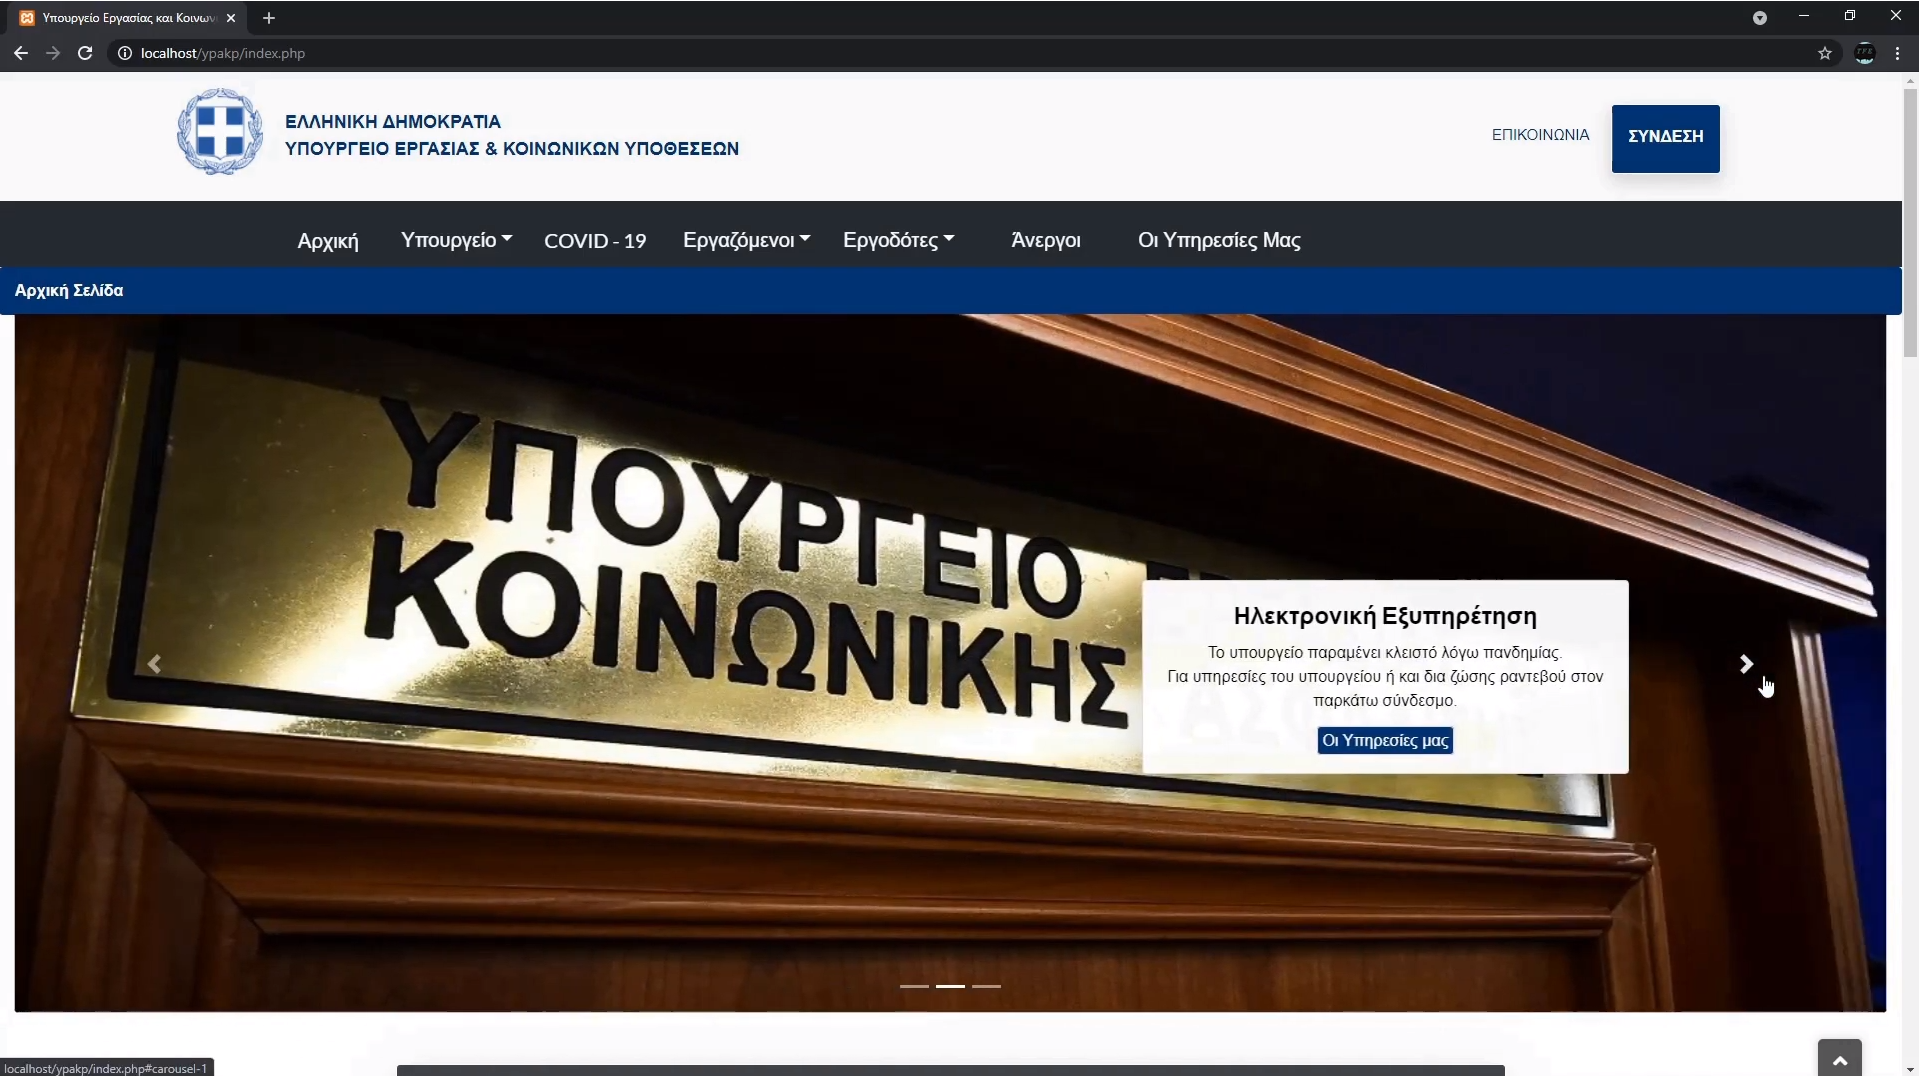 Υπουργείο Εργασίας και Κοινων
localhost/ypakp/index.php
ΕΛΛΗΝΙΚΗ ΔΗΜΟΚΡΑΤΙΑ
ΥΠΟΥΡΓΕΙΟ ΕΡΓΑΣΙΑΣ & ΚΟΙΝΩΝΙΚΩΝ ΥΠΟΘΕΣΕΩΝ
ΕΠΙΚΟΙΝΩΝΙΑ
ΣΥΝΔΕΣΗ
Αρχική Υπουργείο COVID - 19 Εργαζόμενοι Εργοδότες Άνεργοι Οι Υπηρεσίες Μας
Αρχική Σελίδα
ΥΠΟΥΡΓΕΙΟ
ΚΟΙΝΩΝΙΚΗΣ
Ηλεκτρονική Εξυπηρέτηση
Το υπουργείο παραμένει κλειστό λόγω πανδημίας.
Για υπηρεσίες του υπουργείου ή και δια ζώσης ραντεβού στον
παρκάτω σύνδεσμο.
Οι Υπηρεσίες μας
localhost/ypakp/index.php#carousel-1